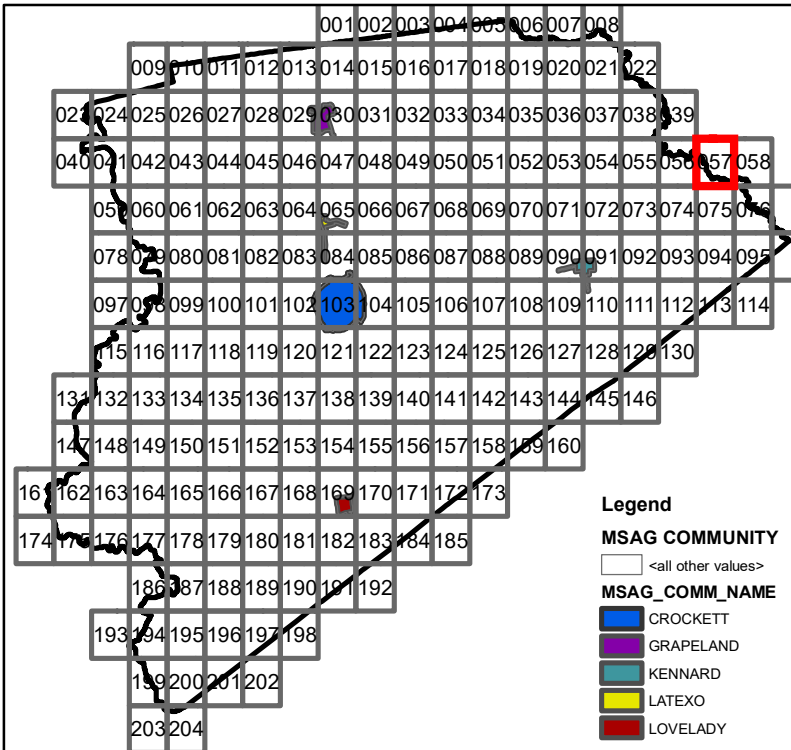 001 002 003 004 005 006 007 008
009 010 011 012 013 014 015 016 017 018 019 020 021 022
023 024 025 026 027 028 029 030 031 032 033 034 035 036 037 038 039
040 041 042 043 044 045 046 047 048 049 050 051 052 053 054 055 056 057 058
059 060 061 062 063 064 065 066 067 068 069 070 071 072 073 074 075 076
078 079 080 081 082 083 084 085 086 087 088 089 090 091 092 093 094 095
097 098 099 100 101 102 103 104 105 106 107 108 109 110 111 112 113 114
115 116 117 118 119 120 121 122 123 124 125 126 127 128 129 130
131 132 133 134 135 136 137 138 139 140 141 142 143 144 145 146
147 148 149 150 151 152 153 154 155 156 157 158 159 160
161 162 163 164 165 166 167 168 169 170 171 172 173
174 175 176 177 178 179 180 181 182 183 184 185
186 187 188 189 190 191 192
193 194 195 196 197 198
199 200 201 202
203 204
Legend
MSAG COMMUNITY
<all other values>
MSAG_COMM_NAME
CROCKETT
GRAPELAND
KENNARD
LATEXO
LOVELADY